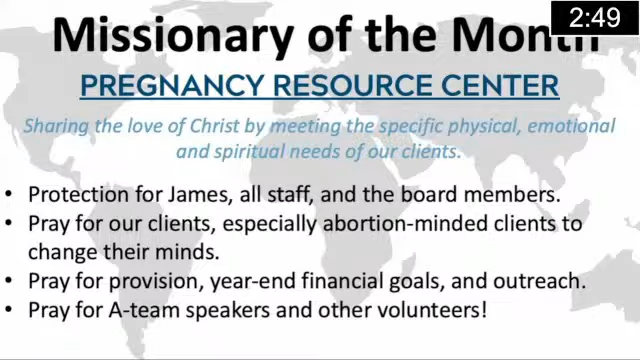 Missionary of the Month
2:49
PREGNANCY RESOURCE CENTER
Sharing the love of Christ by meeting the specific physical, emotional
and spiritual needs of our clients.
• Protection for James, all staff, and the board members.
• Pray for our clients, especially abortion-minded clients to
change their minds.
• Pray for provision, year-end financial goals, and outreach.
• Pray for A-team speakers and other volunteers!